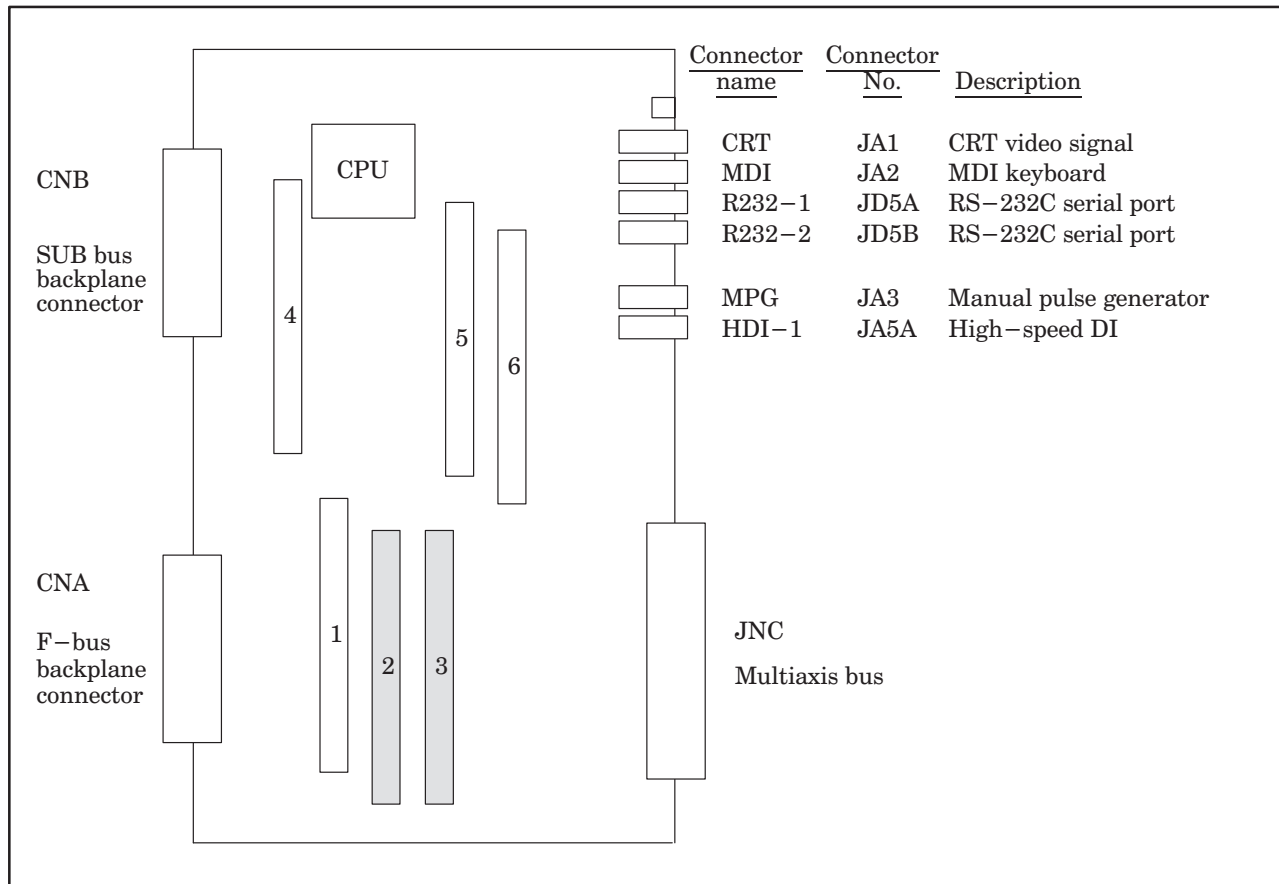 Connector Connector
name No. Description
CRT JA1 CRT video signal
MDI JA2 MDI keyboard
R232−1 JD5A RS−232C serial port
R232−2 JD5B RS−232C serial port
MPG JA3 Manual pulse generator
HDI−1 JA5A High−speed DI
CPU
CNB
SUB bus
backplane
connector
4
5
6
CNA
F−bus
backplane
connector
1
2
3
JNC
Multiaxis bus